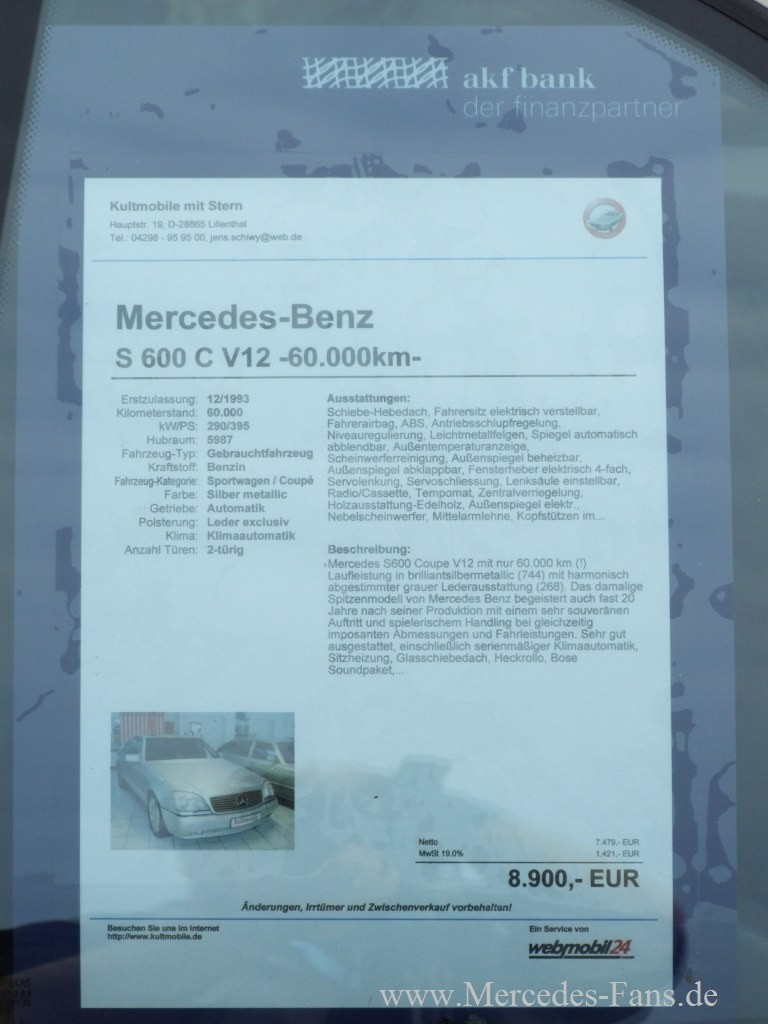 akf bank
der finanzpartner
Kultmobile mit Stern
Hauptstr. 19, D-28865 Lilienthal
Tel.: 04298 - 95 95 00, jens.schiwy@web.de
Mercedes-Benz
S 600 C V12 -60.000km-
Erstzulassung: 12/1993
Kilometerstand: 60.000
kW/PS: 290/395
Hubraum: 5987
Fahrzeug-Typ: Gebrauchtfahrzeug
Kraftstoff: Benzin
Fahrzeug-Kategorie: Sportwagen / Coupé
Farbe: Silber metallic
Getriebe: Automatik
Polsterung: Leder exclusiv
Klima: Klimaautomatik
Anzahl Türen: 2-türig
Ausstattungen:
Schiebe-Hebedach, Fahrersitz elektrisch verstellbar,
Fahrerairbag, ABS, Antriebsschlupfregelung,
Niveauregulierung, Leichtmetallfelgen, Spiegel automatisch
abblendbar, Außentemperaturanzeige,
Scheinwerferreinigung, Außenspiegel beheizbar,
Außenspiegel abklappbar, Fensterheber elektrisch 4-fach,
Servolenkung, Servoschliessung, Lenksäule einstellbar,
Radio/Cassette, Tempomat, Zentralverriegelung,
Holzausstattung-Edelholz, Außenspiegel elektr.,
Nebelscheinwerfer, Mittelarmlehne, Kopfstützen im...
Beschreibung:
Mercedes S600 Coupe V12 mit nur 60.000 km (!)
Laufleistung in brilliantsilbermetallic (744) mit harmonisch
abgestimmter grauer Lederausstattung (268). Das damalige
Spitzenmodell von Mercedes Benz begeistert auch fast 20
Jahre nach seiner Produktion mit einem sehr souveränen
Auftritt und spielerischem Handling bei gleichzeitig
imposanten Abmessungen und Fahrleistungen. Sehr gut
ausgestattet, einschließlich serienmäßiger Klimaautomatik,
Sitzheizung, Glasschiebedach, Heckrollo, Bose
Soundpaket,...
Netto 7.479,- EUR
MwSt 19.0% 1.421,- EUR
8.900,- EUR
Änderungen, Irrtümer und Zwischenverkauf vorbehalten!
Besuchen Sie uns im Internet
http://www.kultmobile.de
Ein Service von
webmobil24
www.Mercedes-Fans.de